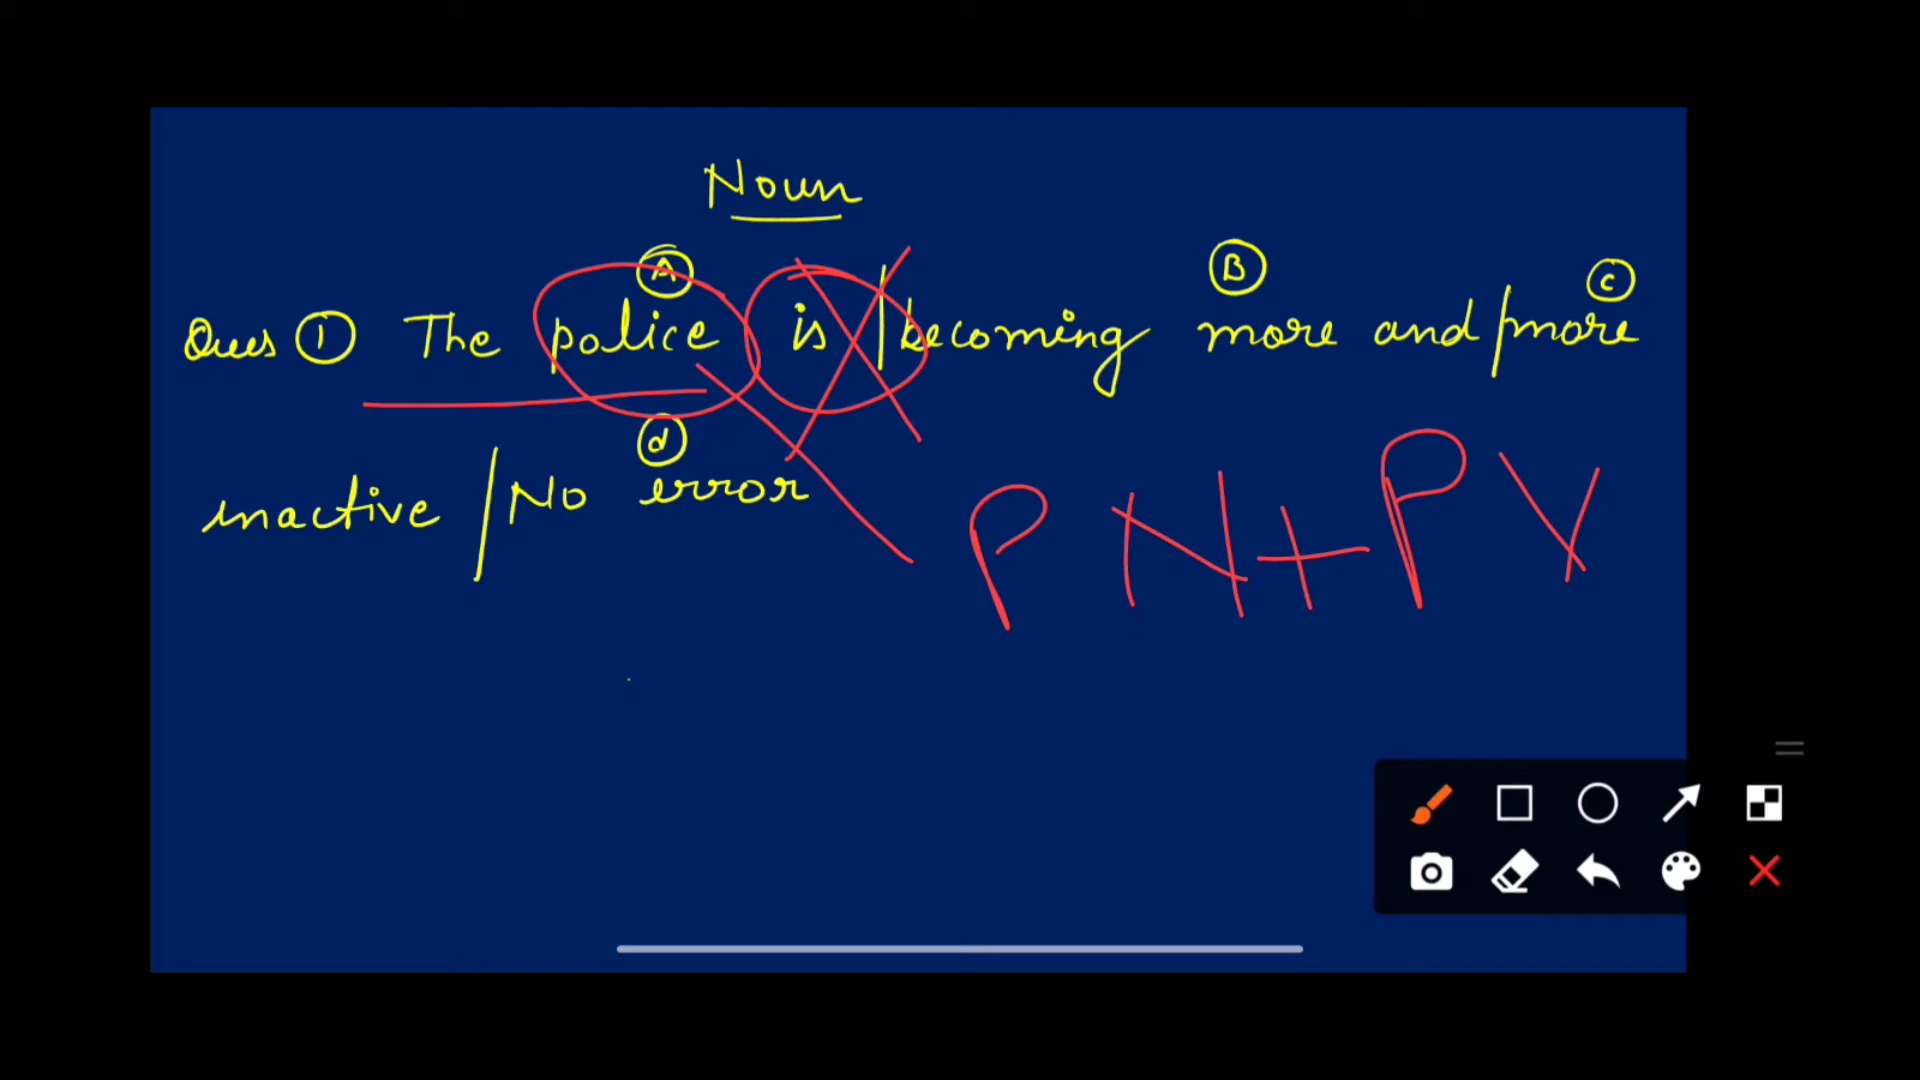 Noun
A B C
Ques 1 The police is / becoming more and / more
d
inactive / No error
PN+PV